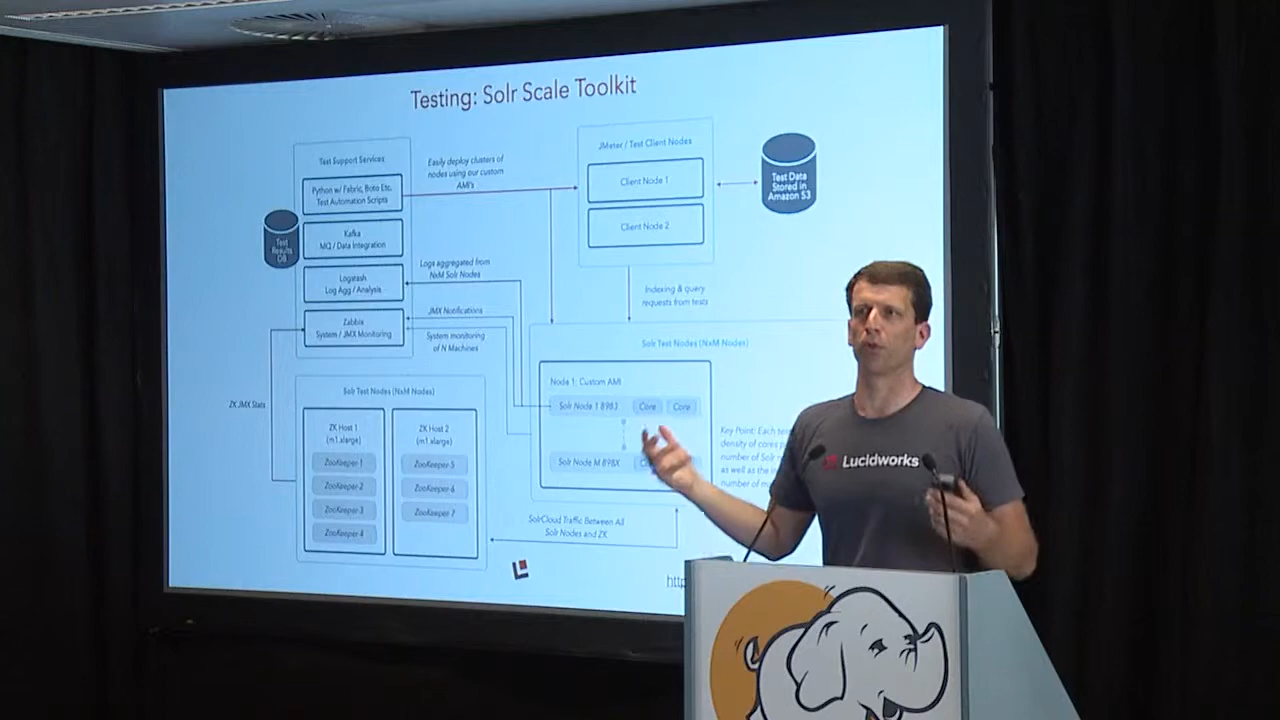 Testing: Solr Scale Toolkit
Test Support Services
Python w/ Fabric, Boto Etc.
Test Automation Scripts
Kafka
MQ / Data Integration
Logstash
Log Agg / Analysis
Zabbix
System / JMX Monitoring
Test
Results
DB
Easily deploy clusters of
nodes using our custom
AMI's
Logs aggregated from
NxM Solr Nodes
JMX Notifications
System monitoring
of N Machines
JMeter / Test Client Nodes
Client Node 1
Client Node 2
Test Data
Stored in
Amazon S3
Indexing & query
requests from tests
Solr Test Nodes (NxM Nodes)
Node 1: Custom AMI
Solr Node 1 8983
Core
Core
Solr Node M 898X
Key Point: Each
density of cores
number of Solr
as well as the
number of
ZK JMX Stats
Solr Test Nodes (NxM Nodes)
ZK Host 1
(m1.xlarge)
ZooKeeper-1
ZooKeeper-2
ZooKeeper-3
ZooKeeper-4
ZK Host 2
(m1.xlarge)
ZooKeeper-5
ZooKeeper-6
ZooKeeper-7
SolrCloud Traffic Between All
Solr Nodes and ZK
http
Lucidworks